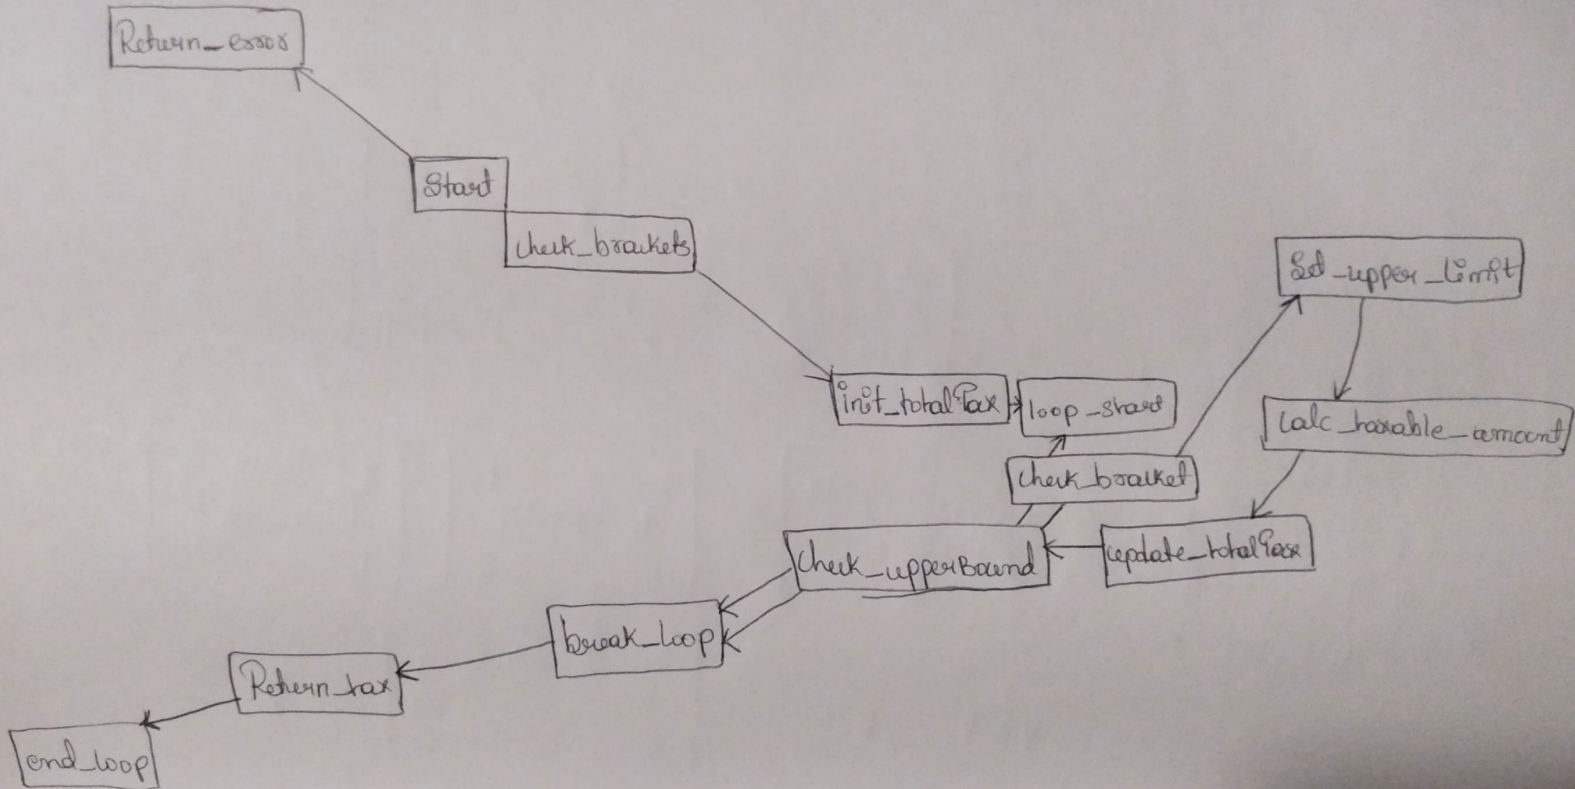 Return_error
Start
check_brackets
Set_upper_limit
init_totalTax
loop_start
calc_taxable_amount
check_bracket
update_totalTax
check_upperBound
break_loop
Return_tax
end_loop